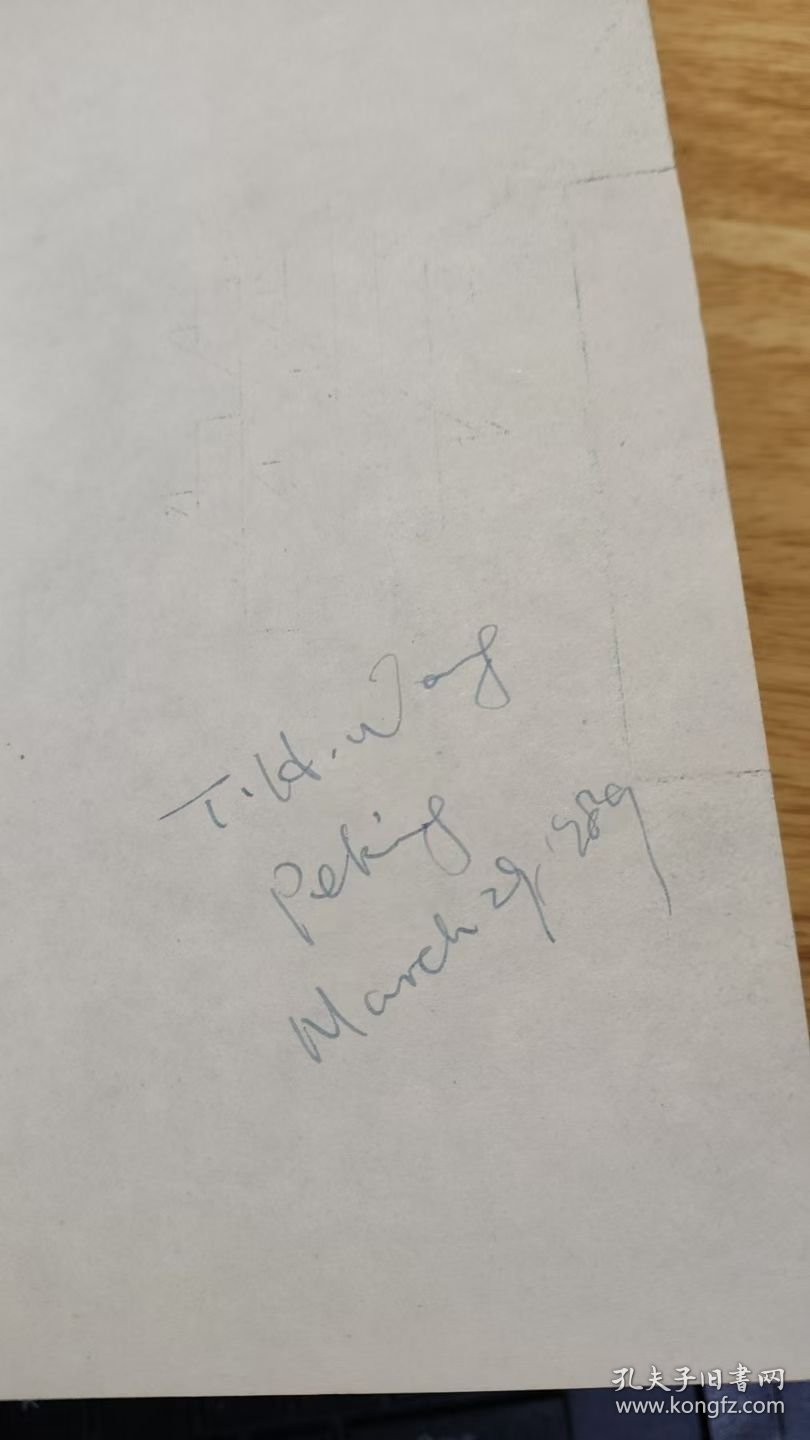 T. H. Wang
Peking
March 29, 1989
孔夫子旧书网
www.kongfz.com